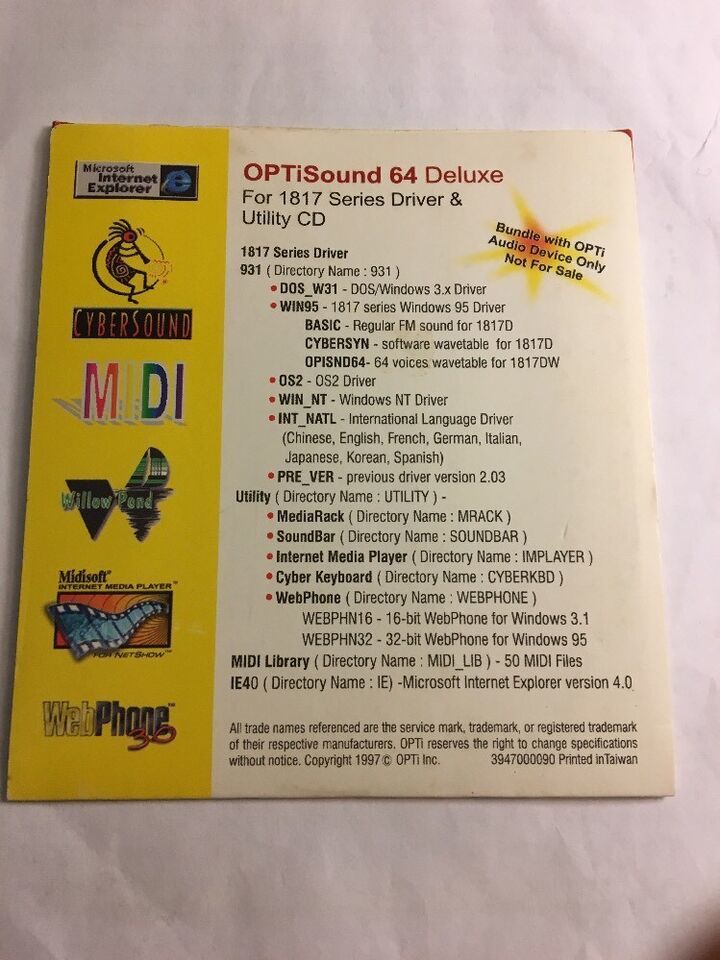 Microsoft
Internet
Explorer
CYBERSOUND
MIDI
Willow Pond
Midisoft®
INTERNET MEDIA PLAYER™
FOR NETSHOW™
WebPhone™
3.0
OPTiSound 64 Deluxe
For 1817 Series Driver &
Utility CD
Bundle with OPTi
Audio Device Only
Not For Sale
1817 Series Driver
931 ( Directory Name : 931 )
• DOS_W31 - DOS/Windows 3.x Driver
• WIN95 - 1817 series Windows 95 Driver
BASIC - Regular FM sound for 1817D
CYBERSYN - software wavetable for 1817D
OPISND64- 64 voices wavetable for 1817DW
• OS2 - OS2 Driver
• WIN_NT - Windows NT Driver
• INT_NATL - International Language Driver
(Chinese, English, French, German, Italian,
Japanese, Korean, Spanish)
• PRE_VER - previous driver version 2.03
Utility ( Directory Name : UTILITY ) -
• MediaRack ( Directory Name : MRACK )
• SoundBar ( Directory Name : SOUNDBAR )
• Internet Media Player ( Directory Name : IMPLAYER )
• Cyber Keyboard ( Directory Name : CYBERKBD )
• WebPhone ( Directory Name : WEBPHONE )
WEBPHN16 - 16-bit WebPhone for Windows 3.1
WEBPHN32 - 32-bit WebPhone for Windows 95
MIDI Library ( Directory Name : MIDI_LIB ) - 50 MIDI Files
IE40 ( Directory Name : IE) -Microsoft Internet Explorer version 4.0
All trade names referenced are the service mark, trademark, or registered trademark
of their respective manufacturers. OPTi reserves the right to change specifications
without notice. Copyright 1997 © OPTi Inc. 3947000090 Printed inTaiwan